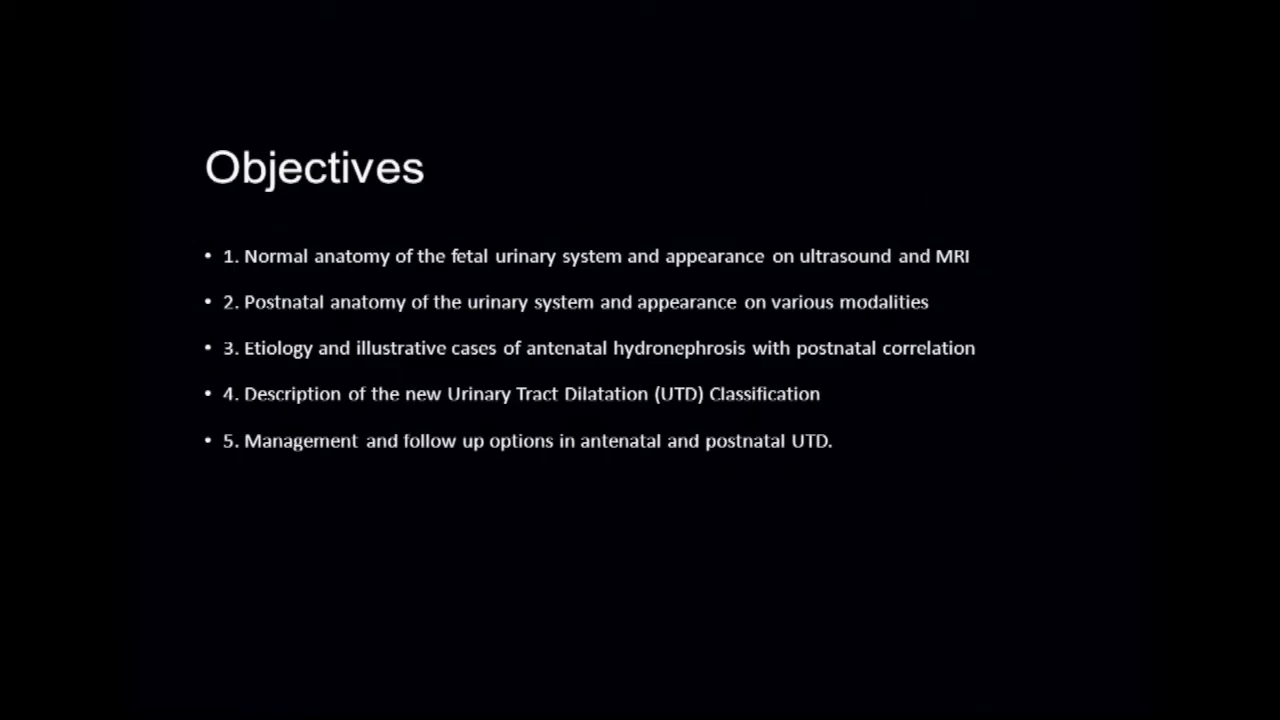 Objectives
• 1. Normal anatomy of the fetal urinary system and appearance on ultrasound and MRI
• 2. Postnatal anatomy of the urinary system and appearance on various modalities
• 3. Etiology and illustrative cases of antenatal hydronephrosis with postnatal correlation
• 4. Description of the new Urinary Tract Dilatation (UTD) Classification
• 5. Management and follow up options in antenatal and postnatal UTD.